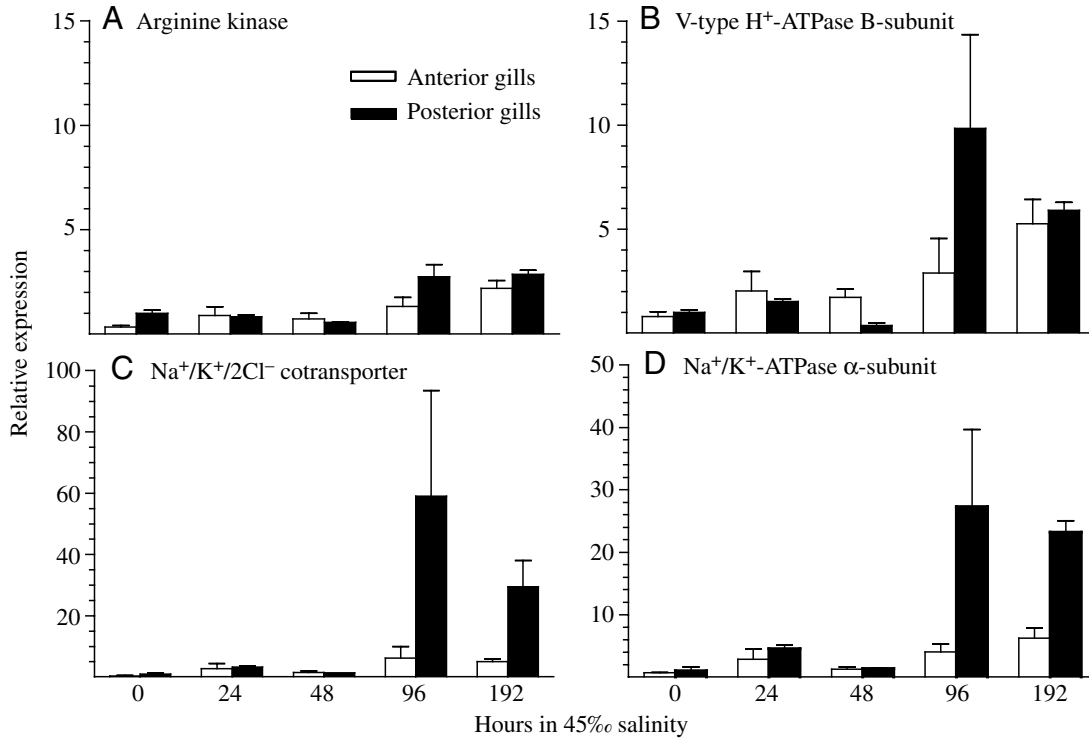 A Arginine kinase
Anterior gills
Posterior gills
15
10
5
B V-type H⁺-ATPase B-subunit
15
10
5
Relative expression
C Na⁺/K⁺/2Cl⁻ cotransporter
100
80
60
40
20
0 24 48 96 192
D Na⁺/K⁺-ATPase α-subunit
50
40
30
20
10
0 24 48 96 192
Hours in 45‰ salinity